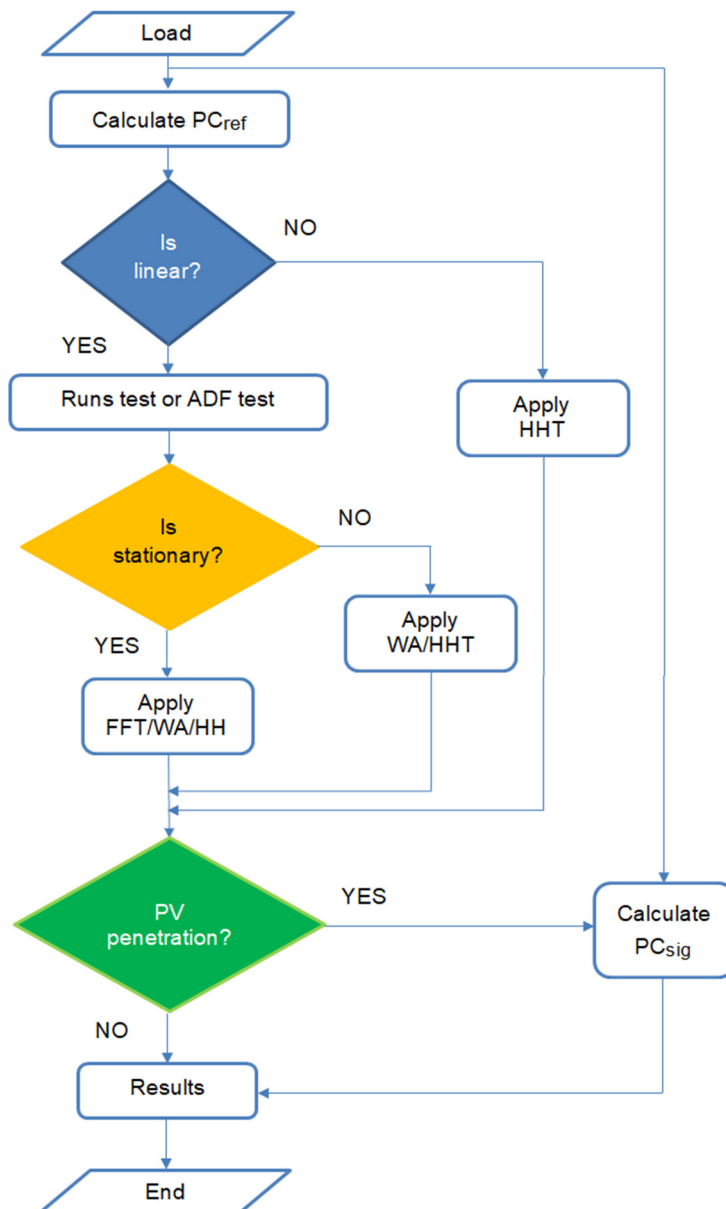 Load
Calculate PCref
Is
linear?
NO
YES
Runs test or ADF test
Apply
HHT
Is
stationary?
NO
YES
Apply
WA/HHT
Apply
FFT/WA/HH
PV
penetration?
YES
Calculate
PCsig
NO
Results
End